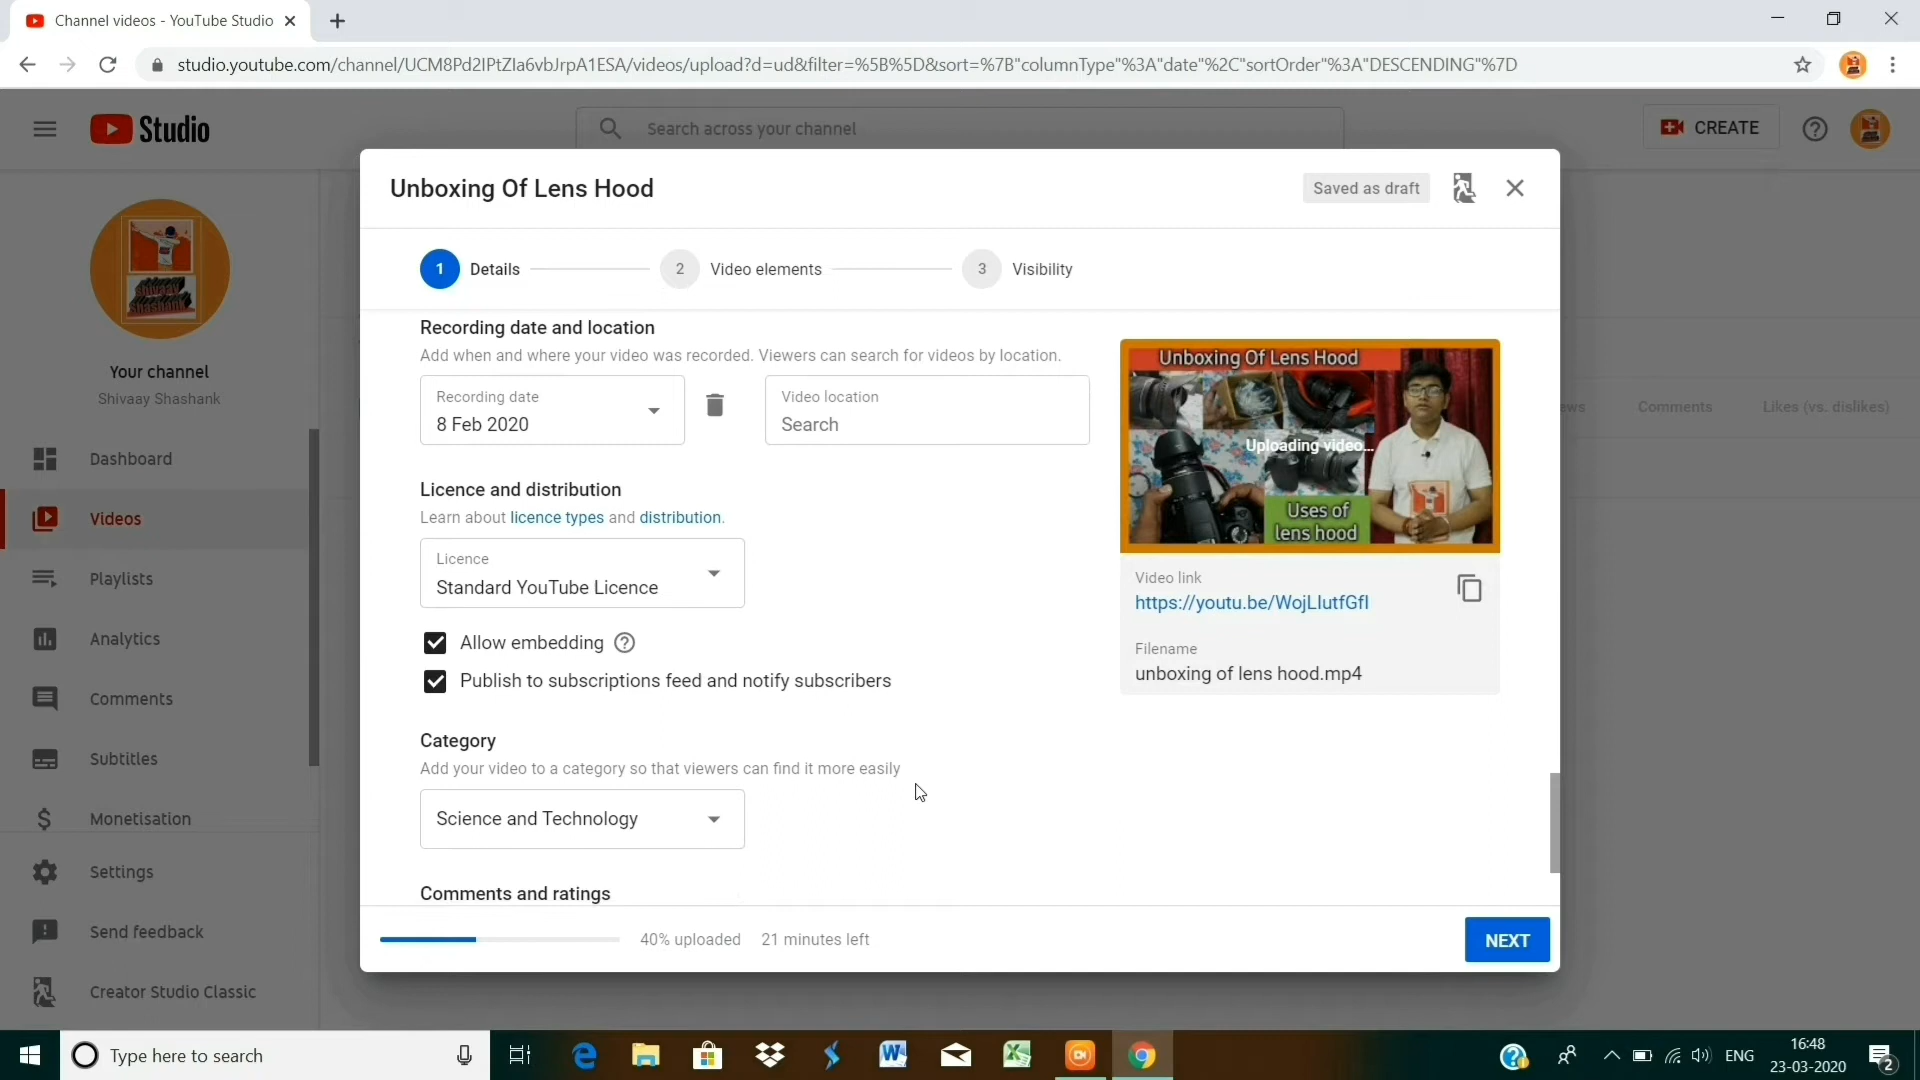 Channel videos - YouTube Studio
studio.youtube.com/channel/UCM8Pd2IPtZIa6vbJrpA1ESA/videos/upload?d=ud&filter=%5B%5D&sort=%7B"columnType"%3A"date"%2C"sortOrder"%3A"DESCENDING"%7D
Studio
Search across your channel
CREATE
Unboxing Of Lens Hood
Saved as draft
1 Details
2 Video elements
3 Visibility
shivaay
shashank
Your channel
Shivaay Shashank
Dashboard
Videos
Playlists
Analytics
Comments
Subtitles
Monetisation
Settings
Send feedback
Creator Studio Classic
Recording date and location
Add when and where your video was recorded. Viewers can search for videos by location.
Recording date
8 Feb 2020
Video location
Search
Licence and distribution
Learn about licence types and distribution.
Licence
Standard YouTube Licence
Allow embedding
Publish to subscriptions feed and notify subscribers
Category
Add your video to a category so that viewers can find it more easily
Science and Technology
Comments and ratings
Unboxing Of Lens Hood
Uploading video...
Uses of
lens hood
Video link
https://youtu.be/WojLIutfGfI
Filename
unboxing of lens hood.mp4
Comments
Likes (vs. dislikes)
40% uploaded 21 minutes left
NEXT
Type here to search
ENG
16:48
23-03-2020
2